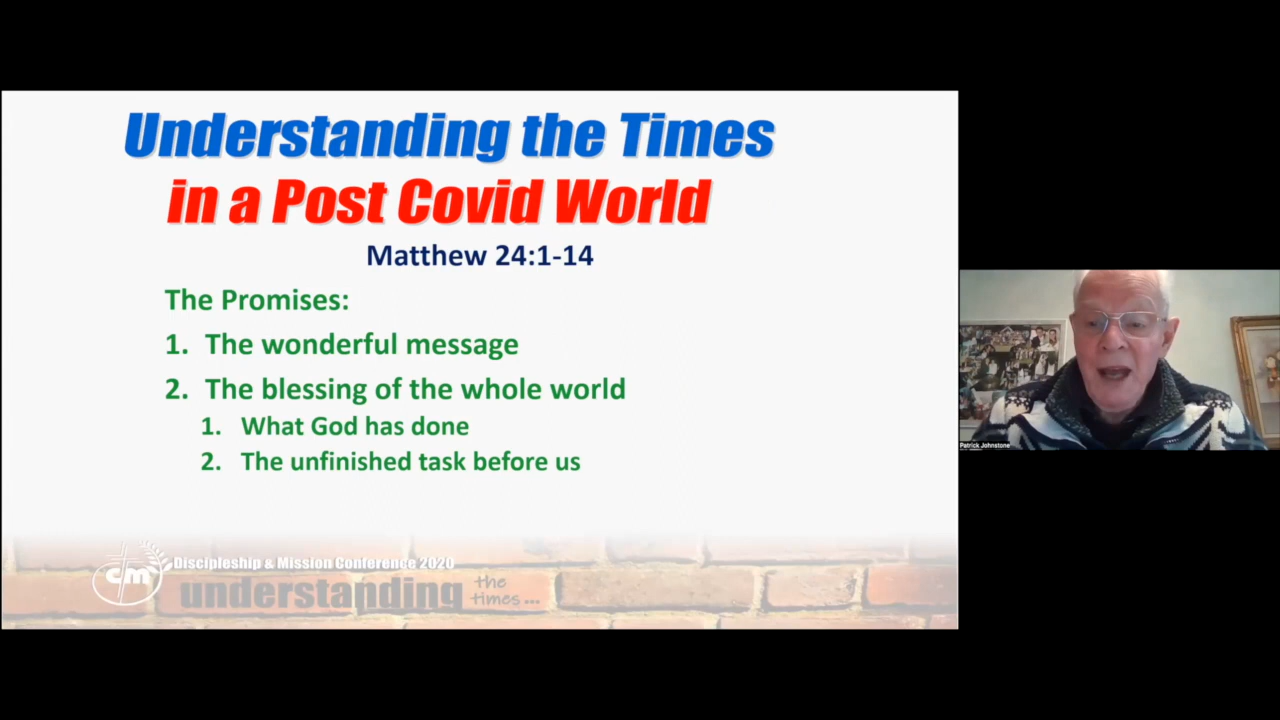 Understanding the Times
in a Post Covid World
Matthew 24:1-14
The Promises:
1. The wonderful message
2. The blessing of the whole world
1. What God has done
2. The unfinished task before us
cm
Discipleship & Mission Conference 2020
understanding
the
times...
Patrick Johnstone